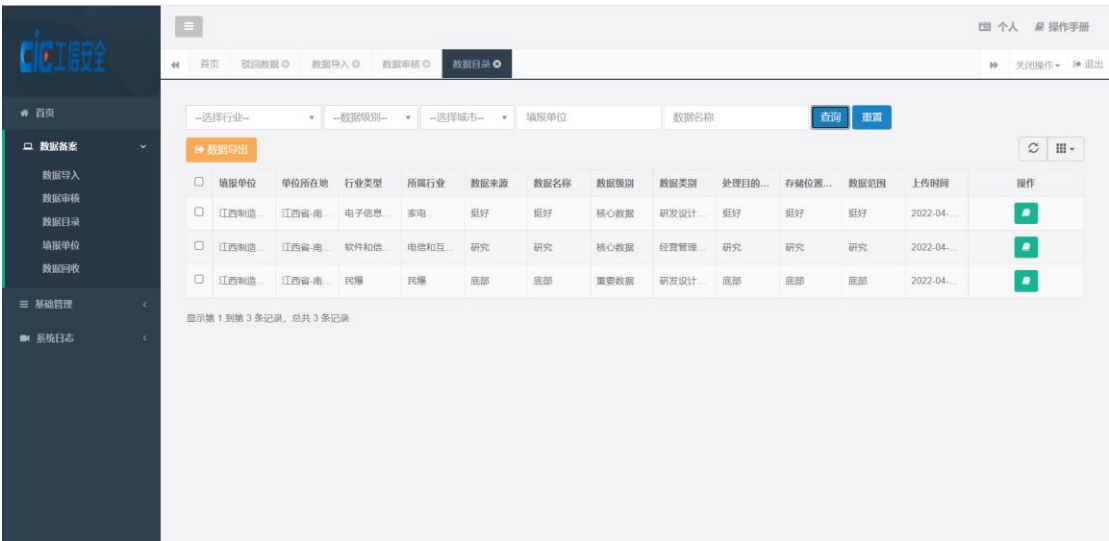 cic工信安全
个人 操作手册
首页 驳回数据 数据导入 数据审核 数据目录 关闭操作 退出
首页
数据备案
数据导入
数据审核
数据目录
填报单位
数据回收
基础管理
系统日志
--选择行业-- --数据级别-- --选择城市-- 填报单位 数据名称 查询 重置
数据导出
填报单位 单位所在地 行业类型 所属行业 数据来源 数据名称 数据级别 数据类别 处理目的... 存储位置... 数据范围 上传时间 操作
江西制造... 江西省-南... 电子信息... 家电 挺好 挺好 核心数据 研发设计... 挺好 挺好 挺好 2022-04-...
江西制造... 江西省-南... 软件和信... 电信和互... 研究 研究 核心数据 经营管理... 研究 研究 研究 2022-04-...
江西制造... 江西省-南... 民爆 民爆 底部 底部 重要数据 研发设计... 底部 底部 底部 2022-04-...
显示第 1 到第 3 条记录，总共 3 条记录